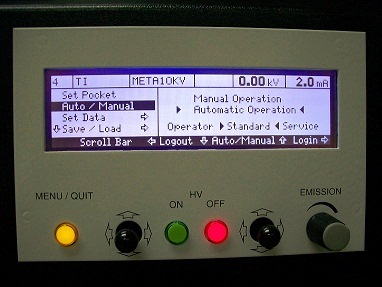 4 TI META10KV 0.00 kV 2.0 mA
Set Pocket
Auto / Manual
Set Data
Save / Load
Manual Operation
Automatic Operation
Operator Standard Service
Scroll Bar Logout Auto/Manual Login
MENU / QUIT
HV
ON OFF
EMISSION